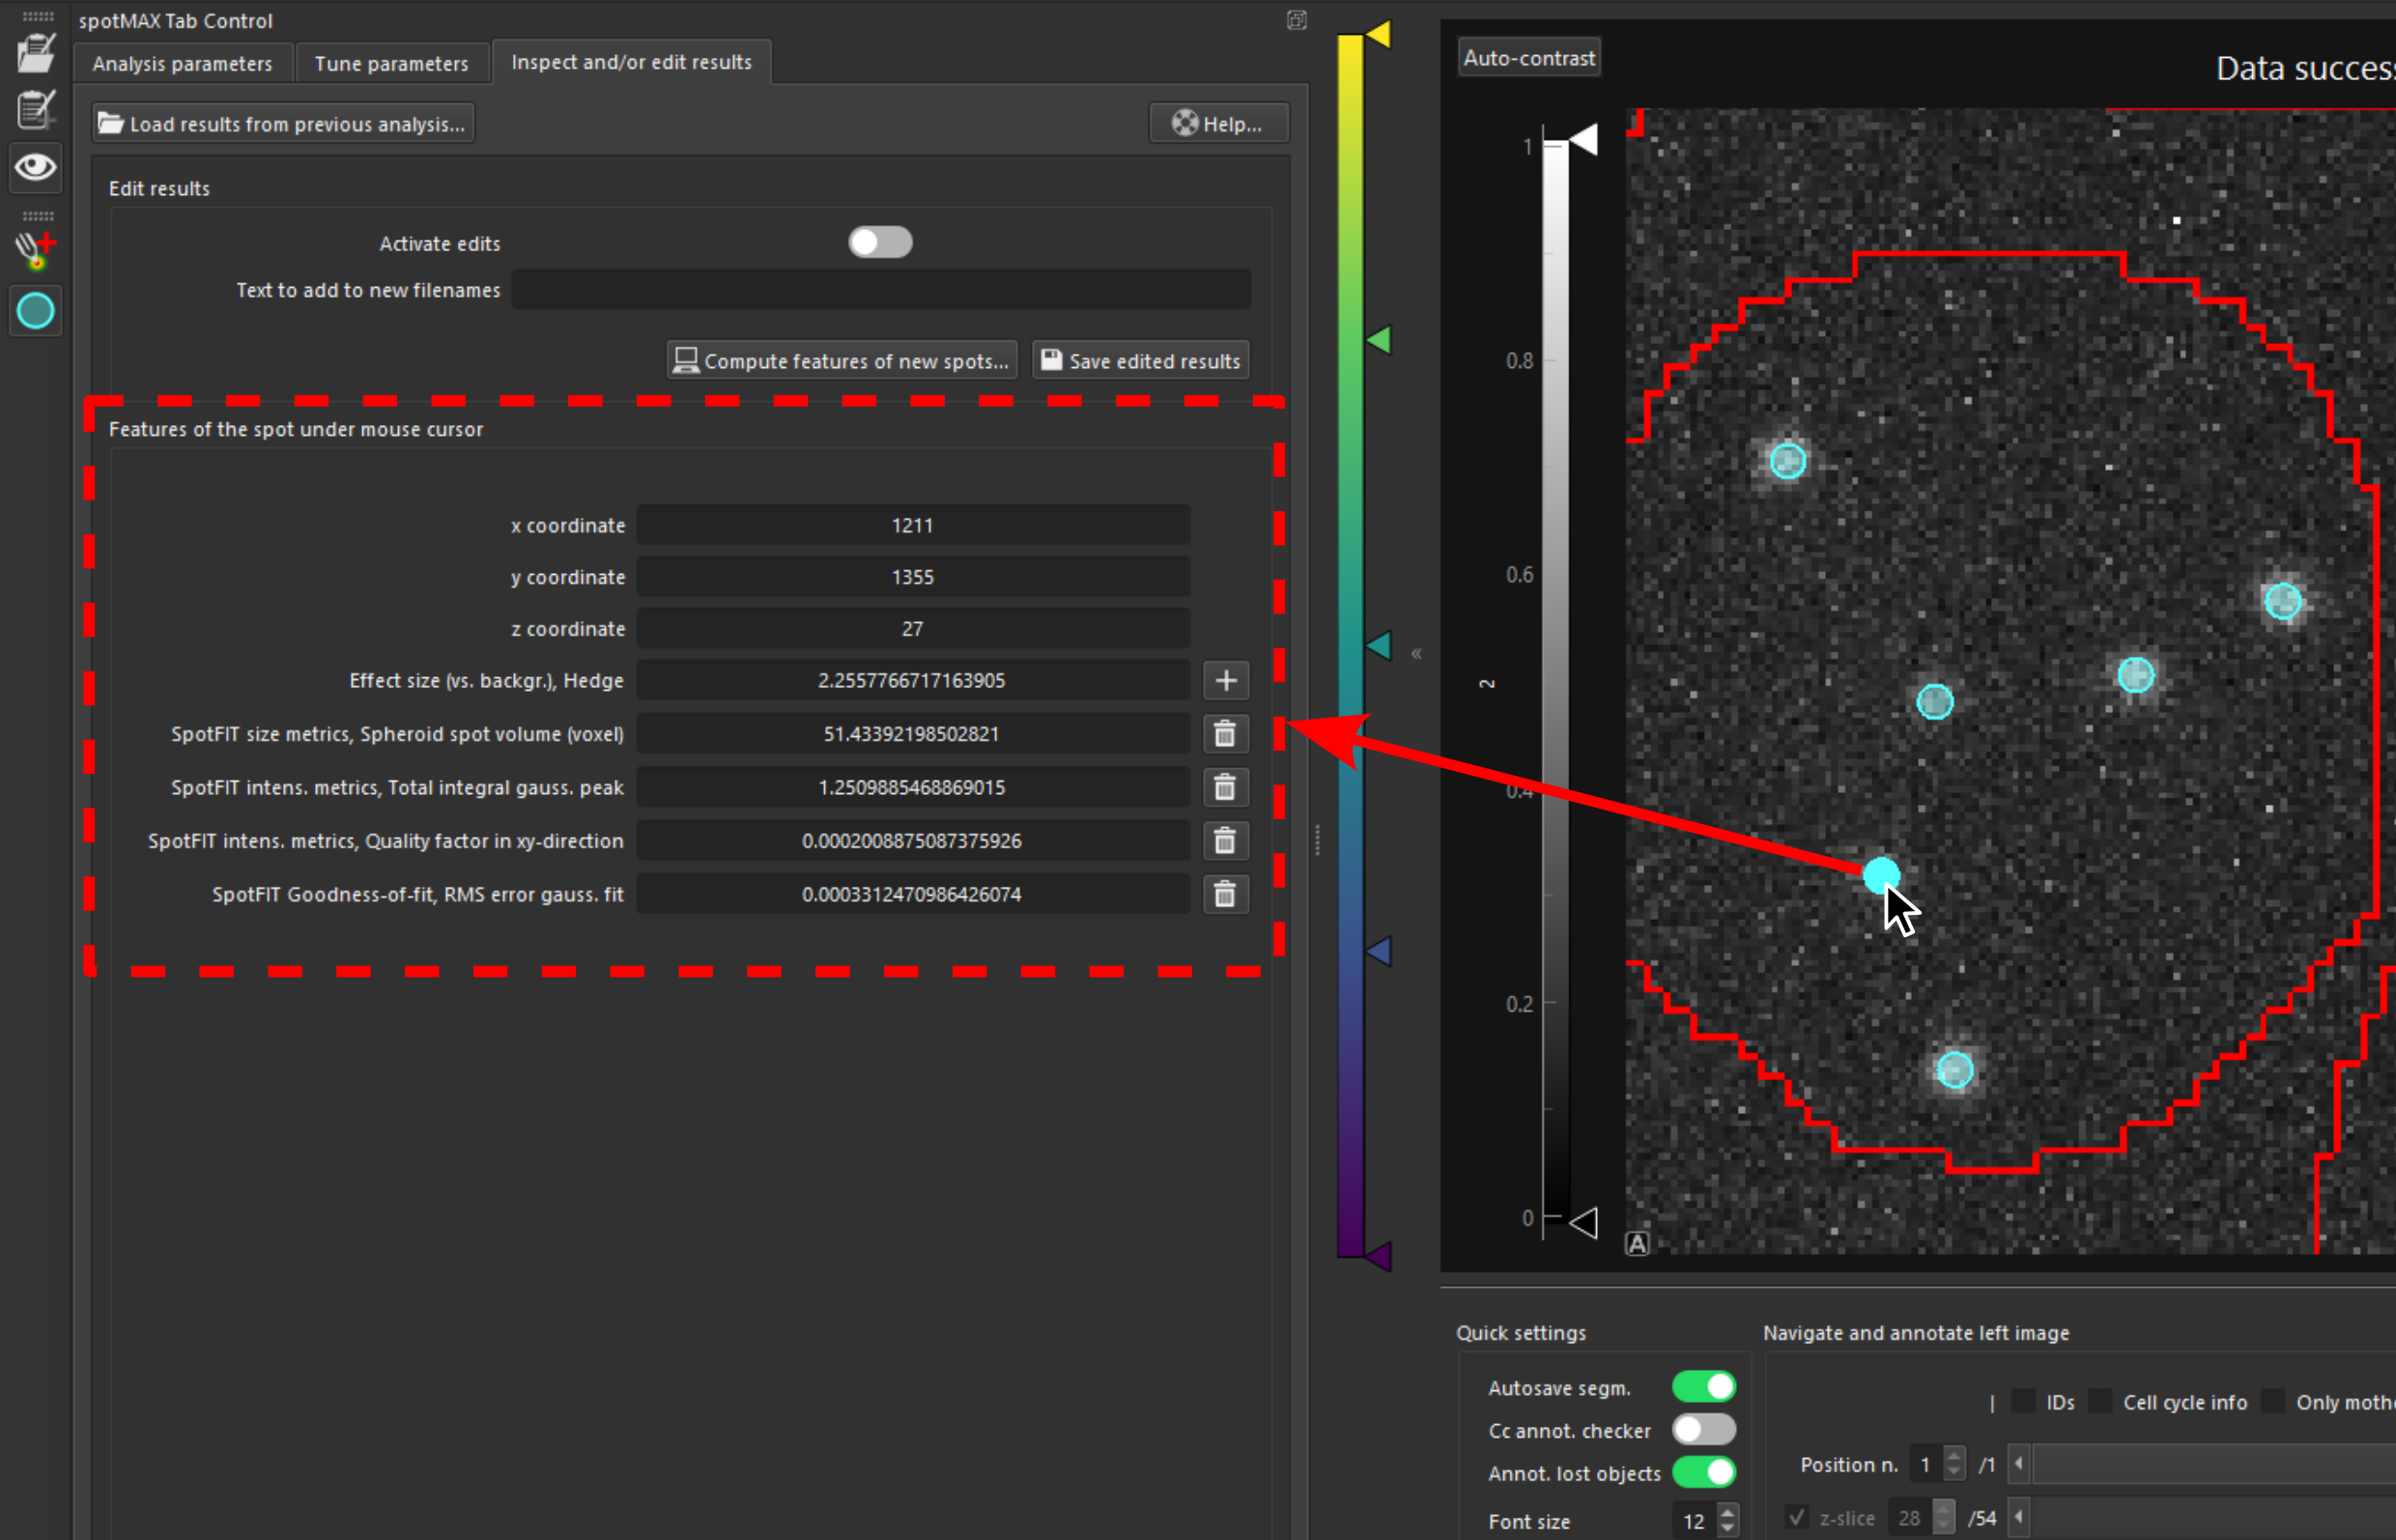 spotMAX Tab Control
Analysis parameters
Tune parameters
Inspect and/or edit results
Load results from previous analysis...
Help...
Edit results
Activate edits
Text to add to new filenames
Compute features of new spots...
Save edited results
Features of the spot under mouse cursor
x coordinate 1211
y coordinate 1355
z coordinate 27
Effect size (vs. backgr.), Hedge 2.2557766717163905
SpotFIT size metrics, Spheroid spot volume (voxel) 51.43392198502821
SpotFIT intens. metrics, Total integral gauss. peak 1.2509885468869015
SpotFIT intens. metrics, Quality factor in xy-direction 0.0002008875087375926
SpotFIT Goodness-of-fit, RMS error gauss. fit 0.0003312470986426074
«
Auto-contrast
Data success
1
0.8
0.6
0.4
0.2
0
2
A
Quick settings
Autosave segm.
Cc annot. checker
Annot. lost objects
Font size 12
Navigate and annotate left image
| IDs Cell cycle info Only moth
Position n. 1 /1
z-slice 28 /54